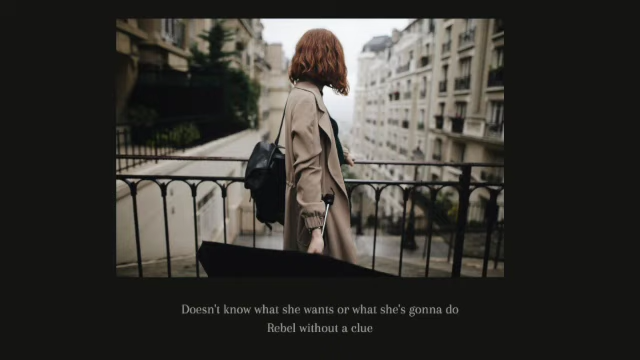 Doesn't know what she wants or what she's gonna do
Rebel without a clue